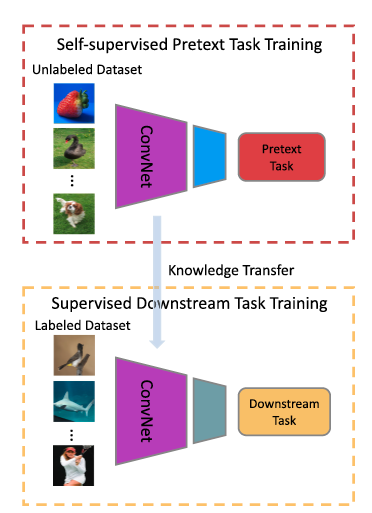 Self-supervised Pretext Task Training
Unlabeled Dataset
ConvNet
Pretext
Task
Knowledge Transfer
Supervised Downstream Task Training
Labeled Dataset
ConvNet
Downstream
Task